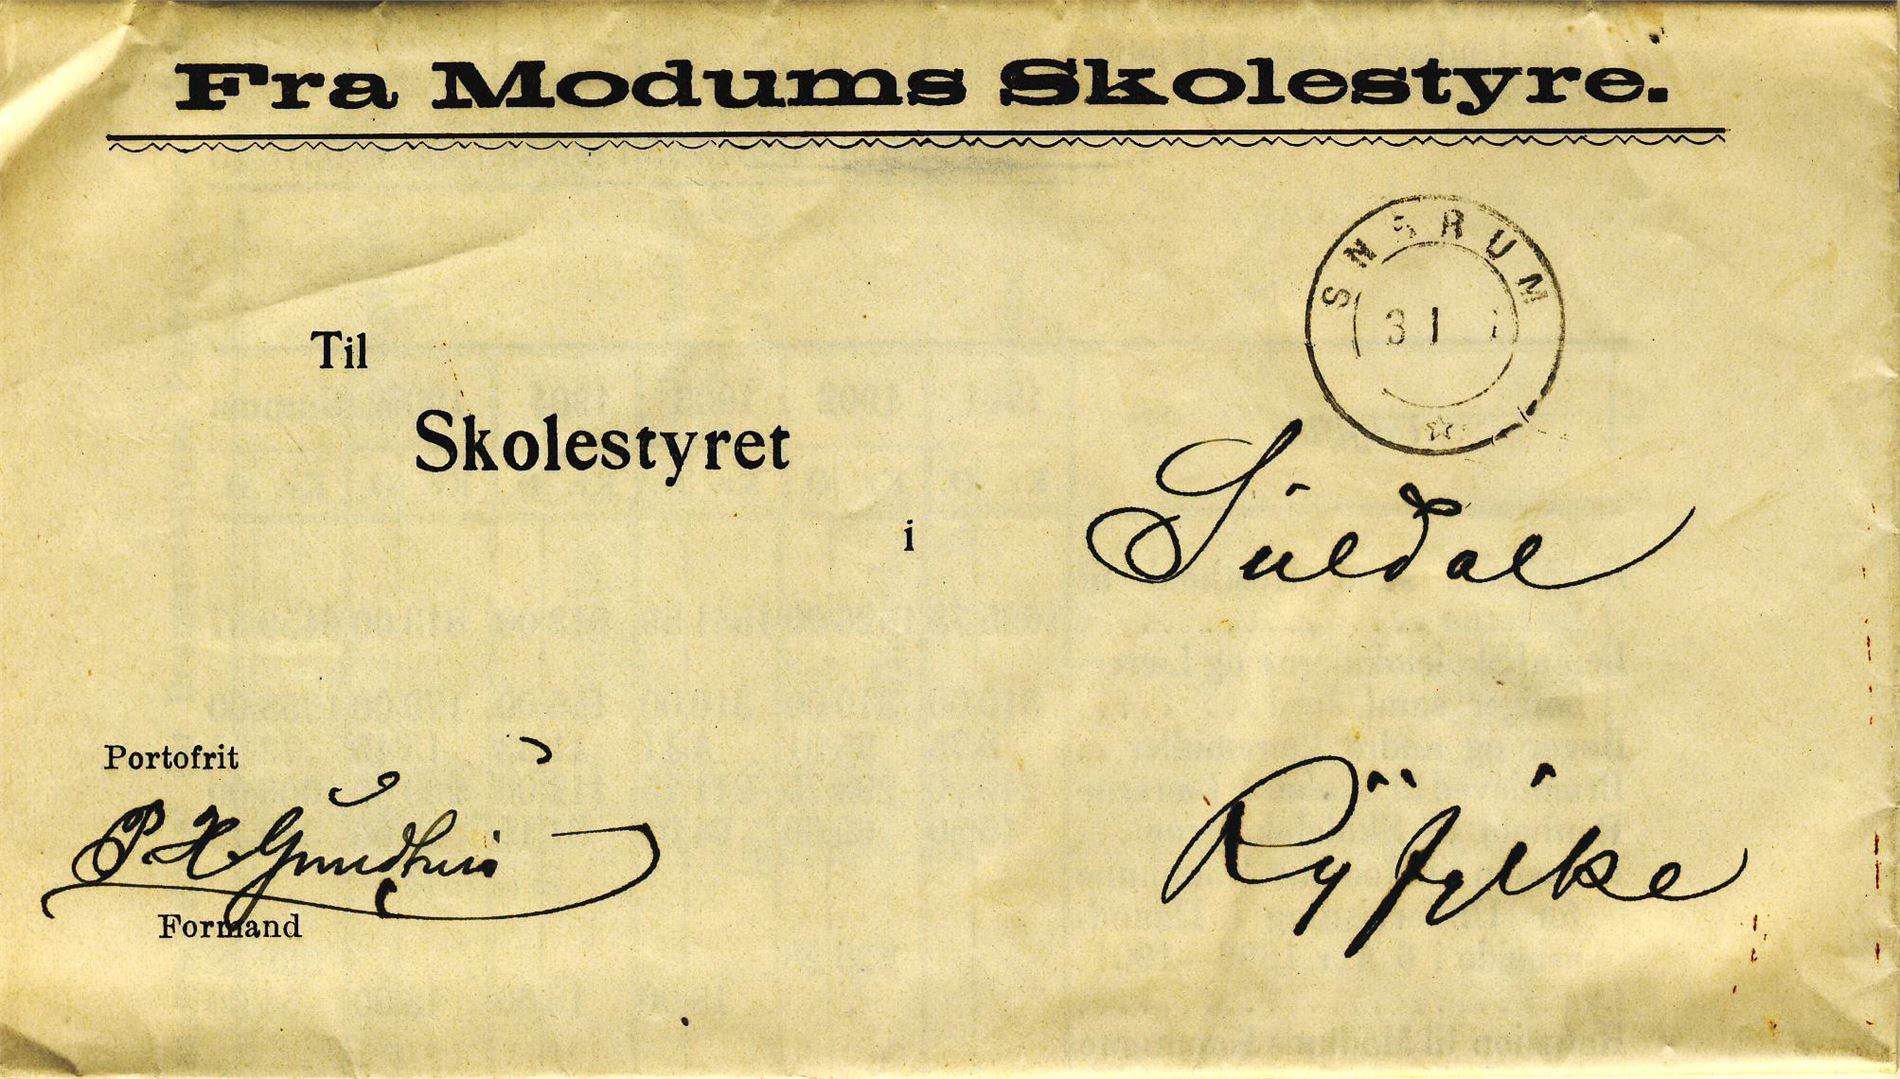 Fra Modums Skolestyre.
SNARUM
31
Til
Skolestyret
i
Suldal
Portofrit
P H
Formand
Ryfylke